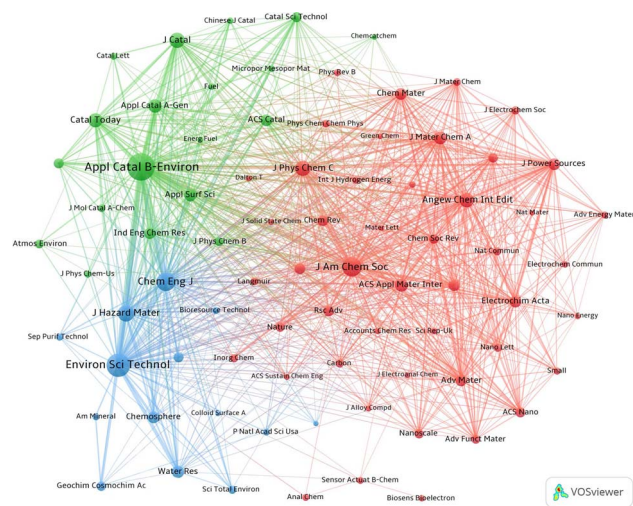 Chinese J Catal
Catal Sci Technol
J Catal
Chemcatchem
Catal Lett
Micropor Mesopor Mat
Phys Rev B
J Mater Chem
Fuel
Chem Mater
Appl Catal A-Gen
Catal Today
ACS Catal
Phys Chem Chem Phys
J Electrochem Soc
Green Chem
J Mater Chem A
Energ Fuel
Appl Catal B-Environ
J Phys Chem C
J Power Sources
Dalton T
Int J Hydrogen Energ
Appl Surf Sci
Angew Chem Int Edit
J Mol Catal A-Chem
Nat Mater
Adv Energy Mater
J Solid State Chem
Chem Rev
Mater Lett
Ind Eng Chem Res
J Phys Chem B
Chem Soc Rev
Atmos Environ
Nat Commun
Electrochem Commun
J Phys Chem-Us
J Am Chem Soc
Chem Eng J
Langmuir
ACS Appl Mater Inter
Electrochim Acta
J Hazard Mater
Bioresource Technol
Rsc Adv
Nano Energy
Nature
Accounts Chem Res
Sci Rep-Uk
Sep Purif Technol
Nano Lett
Environ Sci Technol
Inorg Chem
Carbon
Small
ACS Sustain Chem Eng
J Electroanal Chem
Adv Mater
Am Mineral
Chemosphere
Colloid Surface A
J Alloy Compd
ACS Nano
P Natl Acad Sci Usa
Nanoscale
Adv Funct Mater
Water Res
Geochim Cosmochim Ac
Sci Total Environ
Sensor Actuat B-Chem
Anal Chem
Biosens Bioelectron
VOSviewer